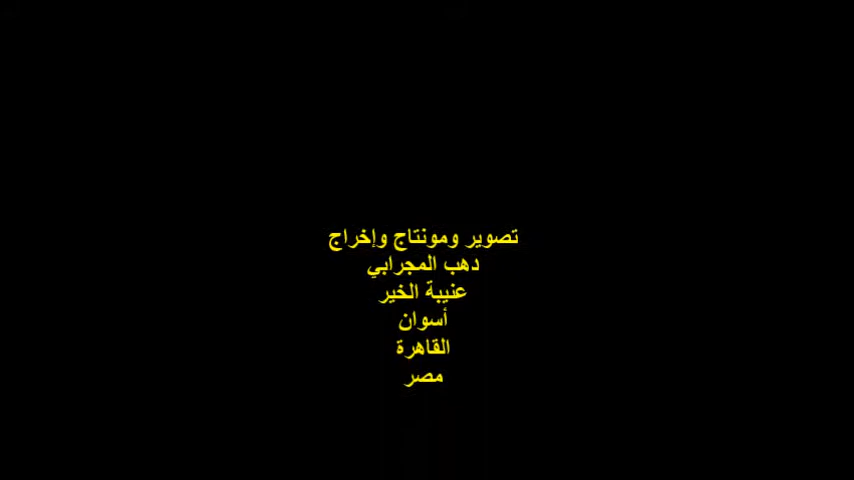 تصوير ومونتاج وإخراج
دهب المجرابي
عنيبة الخير
أسوان
القاهرة
مصر